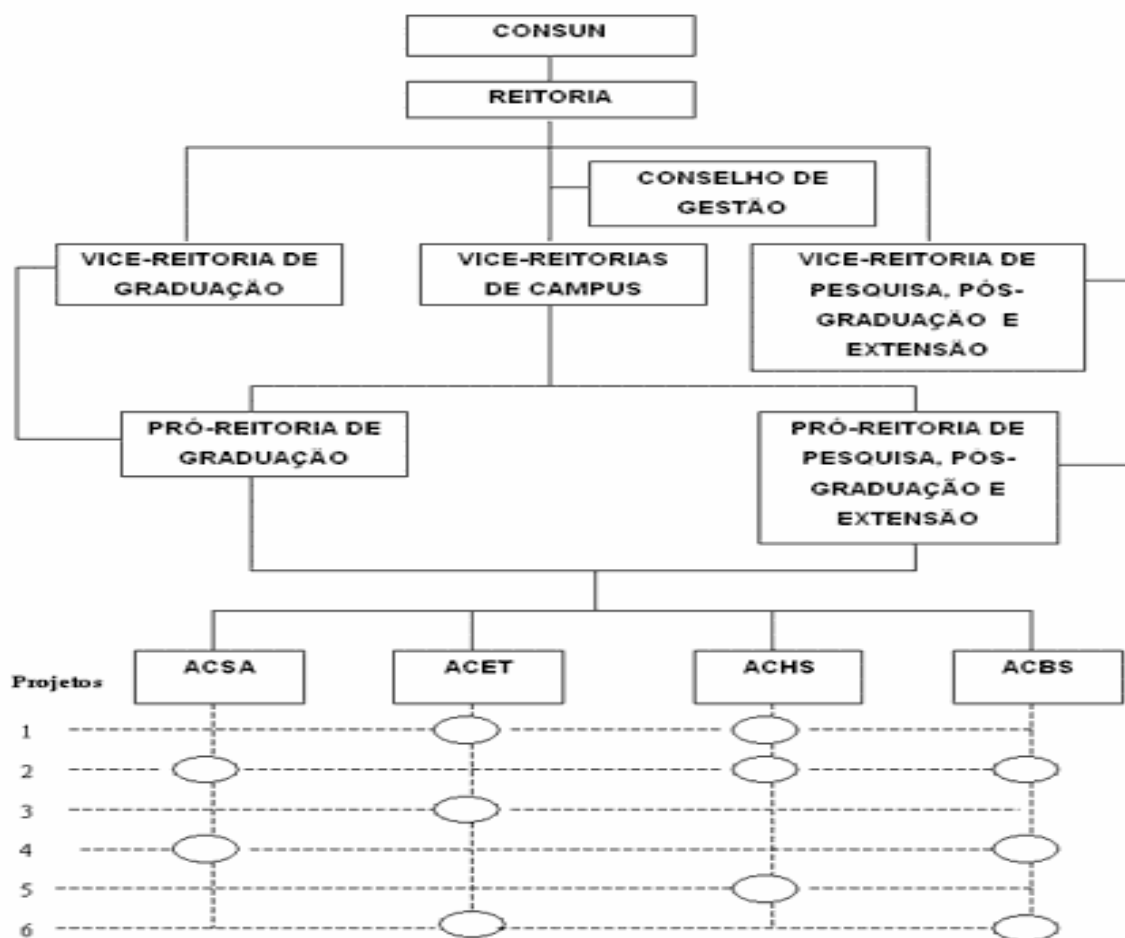 CONSUN
REITORIA
CONSELHO DE
GESTÃO
VICE-REITORIA DE
GRADUAÇÃO
VICE-REITORIAS
DE CAMPUS
VICE-REITORIA DE
PESQUISA, PÓS-
GRADUAÇÃO E
EXTENSÃO
PRÓ-REITORIA DE
GRADUAÇÃO
PRÓ-REITORIA DE
PESQUISA, PÓS-
GRADUAÇÃO E
EXTENSÃO
ACSA
ACET
ACHS
ACBS
Projetos
1
2
3
4
5
6